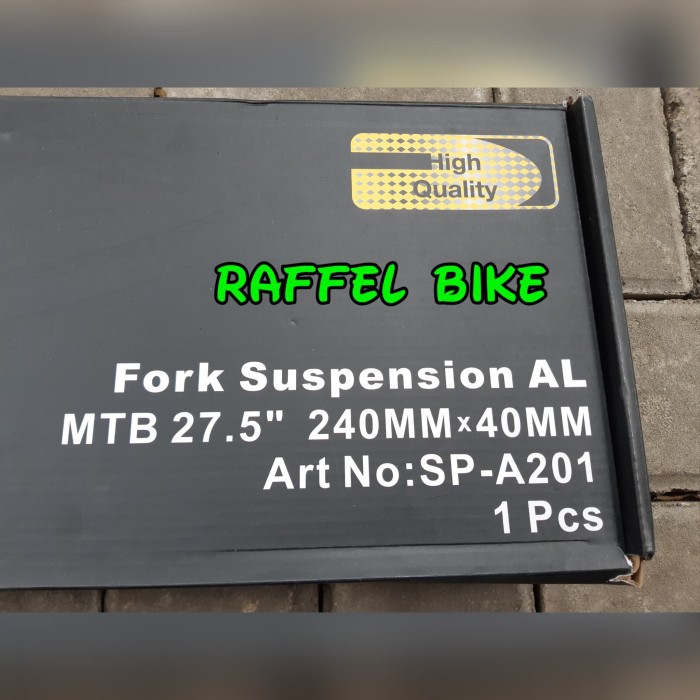 High
Quality
RAFFEL BIKE
Fork Suspension AL
MTB 27.5" 240MM×40MM
Art No:SP-A201
1 Pcs